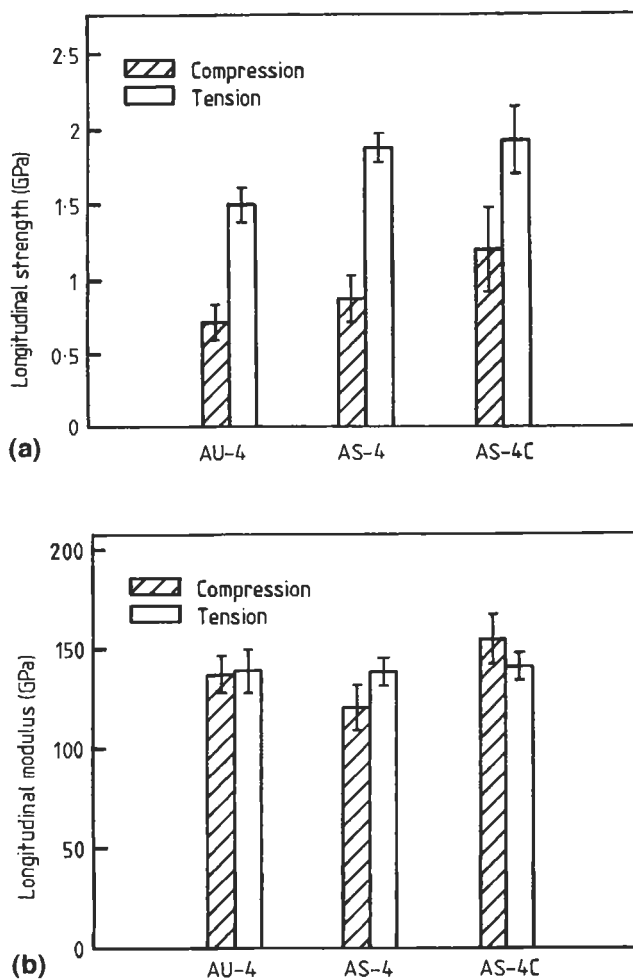 2·5
Compression
Tension
2
1·5
1
0·5
0
Longitudinal strength (GPa)
(a)
AU-4
AS-4
AS-4C
200
Compression
Tension
150
100
50
0
Longitudinal modulus (GPa)
(b)
AU-4
AS-4
AS-4C